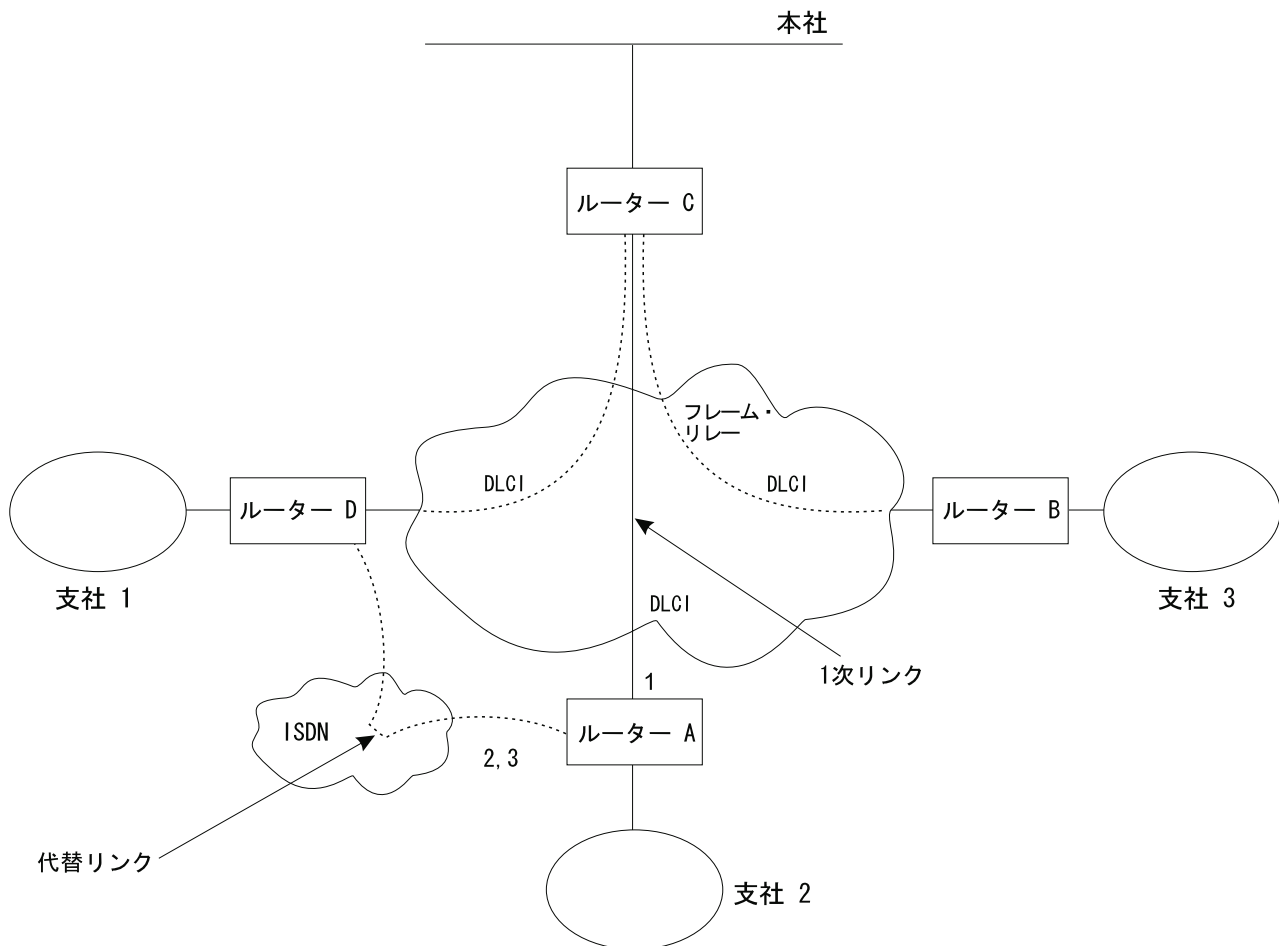 本社
ルーター C
フレーム・
リレー
DLCI
DLCI
ルーター D
ルーター B
支社 1
支社 3
DLCI
1次リンク
1
ISDN
ルーター A
2,3
代替リンク
支社 2